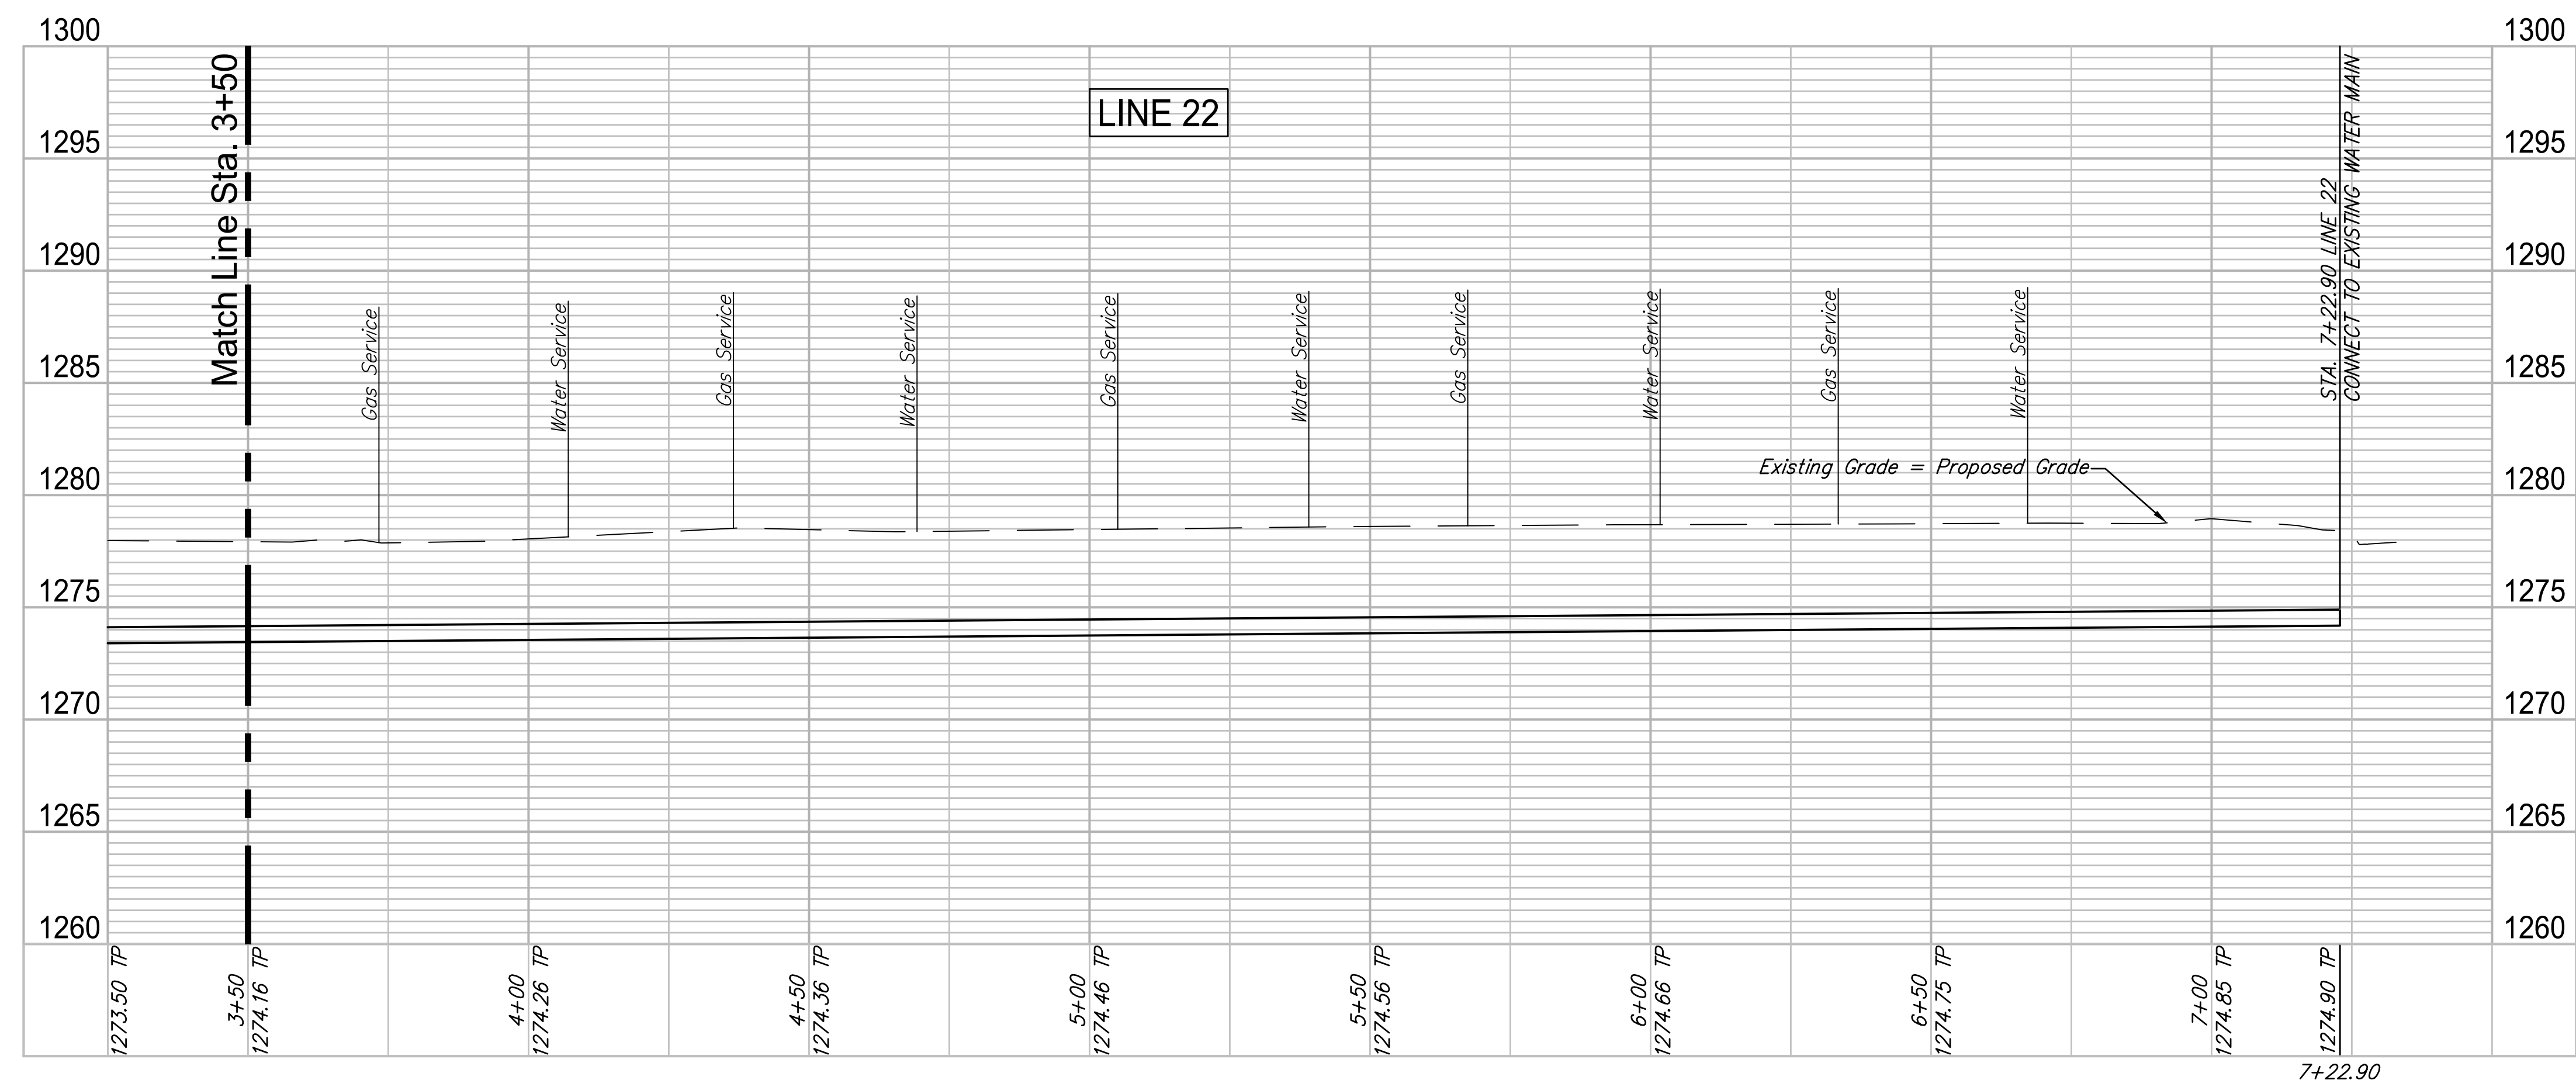 1300
1300
LINE 22
1295
1295
1290
1290
1285
1285
1280
1280
1275
1275
1270
1270
1265
1265
1260
1260
Match Line Sta. 3+50
Gas Service
Water Service
Gas Service
Water Service
Gas Service
Water Service
Gas Service
Water Service
Gas Service
Water Service
STA. 7+22.90 LINE 22
CONNECT TO EXISTING WATER MAIN
Existing Grade = Proposed Grade
1273.50 TP
3+50
1274.16 TP
4+00
1274.26 TP
4+50
1274.36 TP
5+00
1274.46 TP
5+50
1274.56 TP
6+00
1274.66 TP
6+50
1274.75 TP
7+00
1274.85 TP
1274.90 TP
7+22.90